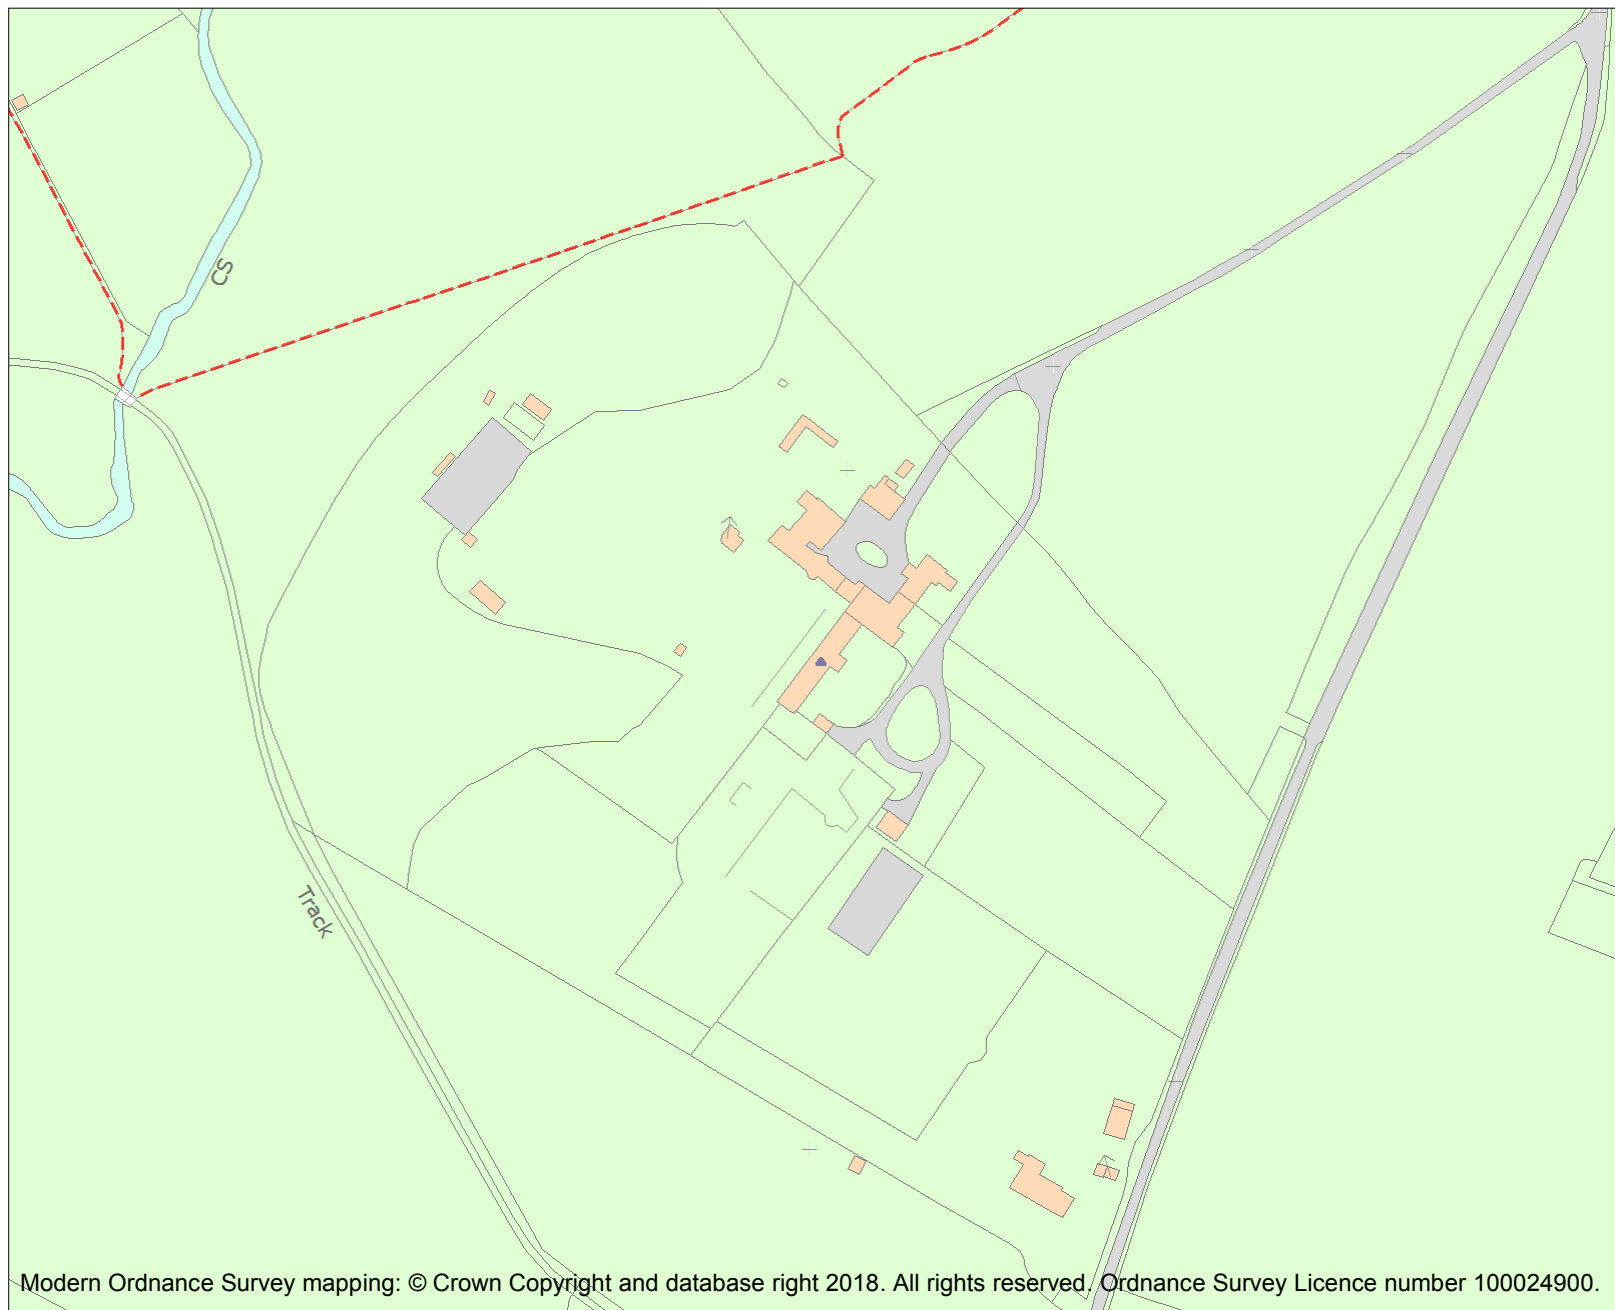 CS
Track
Modern Ordnance Survey mapping: © Crown Copyright and database right 2018. All rights reserved. Ordnance Survey Licence number 100024900.